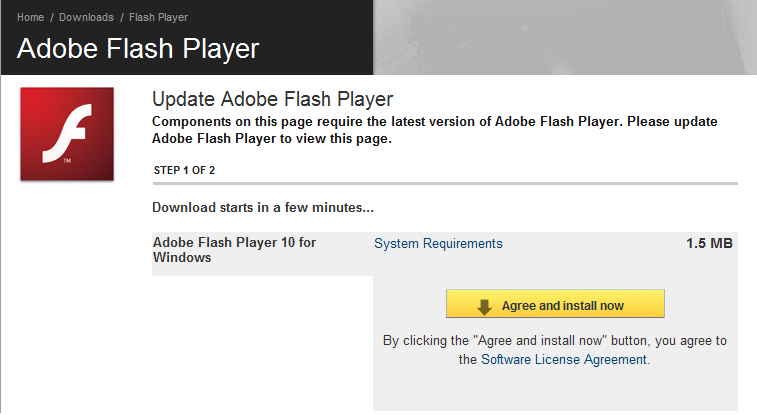 Home / Downloads / Flash Player
Adobe Flash Player
Update Adobe Flash Player
Components on this page require the latest version of Adobe Flash Player. Please update
Adobe Flash Player to view this page.
STEP 1 OF 2
Download starts in a few minutes...
Adobe Flash Player 10 for
Windows
System Requirements
1.5 MB
Agree and install now
By clicking the "Agree and install now" button, you agree to
the Software License Agreement.
TM